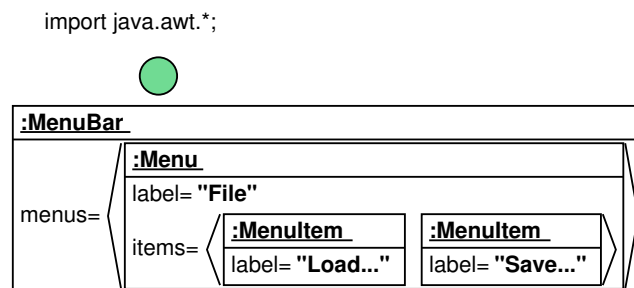 import java.awt.*;
:MenuBar
:Menu
label= "File"
menus=
items=
:MenuItem
:MenuItem
label= "Load..."
label= "Save..."